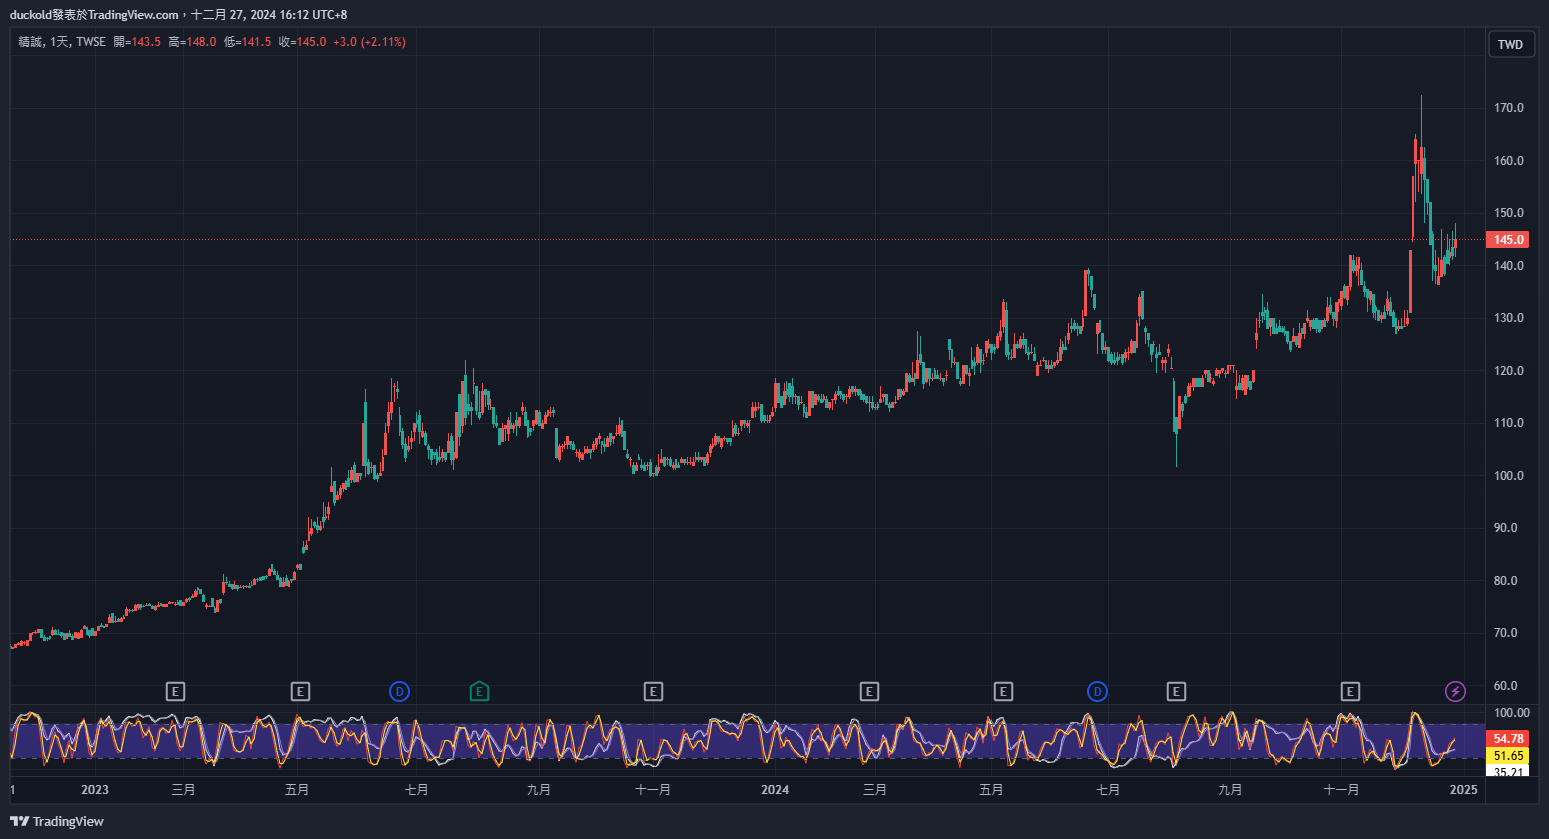 duckold發表於TradingView.com，十二月 27, 2024 16:12 UTC+8
精誠, 1天, TWSE 開=143.5 高=148.0 低=141.5 收=145.0 +3.0 (+2.11%)
TWD
170.0
160.0
150.0
145.0
140.0
130.0
120.0
110.0
100.0
90.0
80.0
70.0
60.0
E E D E E E E D E E
100.00
54.78
51.65
35.21
1 2023 三月 五月 七月 九月 十一月 2024 三月 五月 七月 九月 十一月 2025
TradingView